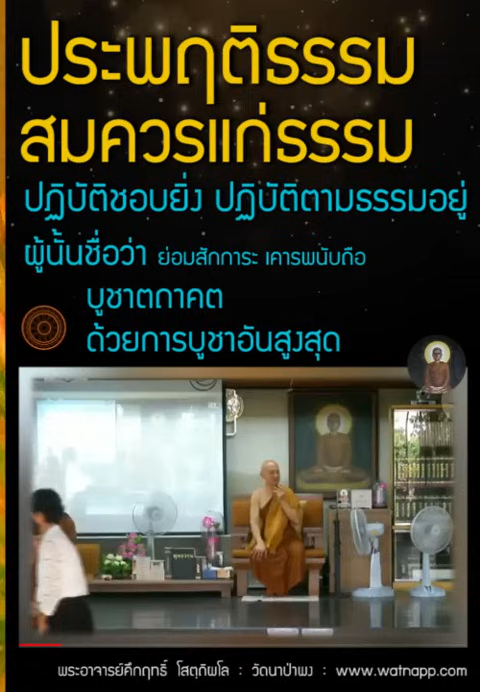 ประพฤติธรรม
สมควรแก่ธรรม
ปฏิบัติชอบยิ่ง ปฏิบัติตามธรรมอยู่
ผู้นั้นชื่อว่า ย่อมสักการะ เคารพนับถือ
บูชาตถาคต
ด้วยการบูชาอันสูงสุด
พุทธวจน
พระอาจารย์คึกฤทธิ์ โสตฺถิผโล : วัดนาป่าพง : www.watnapp.com